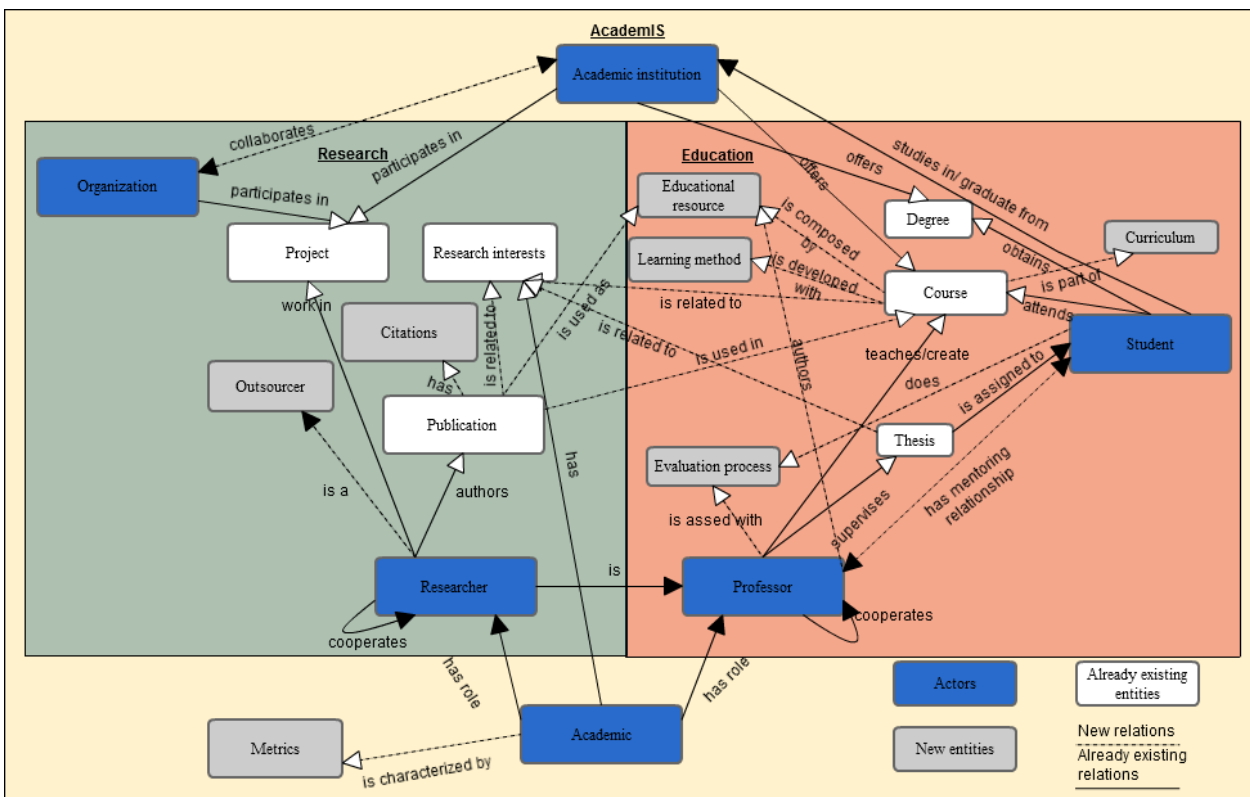 AcademIS
Academic institution
collaborates
Research
participates in
Education
offers
offers
studies in/ graduate from
Organization
participates in
Educational
resource
is composed
by
Degree
Curriculum
Project
Research interests
Learning method
is developed
with
obtains
is part of
work in
is related to
Course
attends
Citations
is related to
is used as
is related to
is used in
authors
teaches/create
Student
Outsourcer
has
does
is assigned to
Publication
Thesis
has
Evaluation process
is a
authors
is assed with
supervises
has mentoring
relationship
Researcher
is
Professor
cooperates
cooperates
has role
has role
Actors
Already existing
entities
Metrics
is characterized by
Academic
New entities
New relations
Already existing
relations